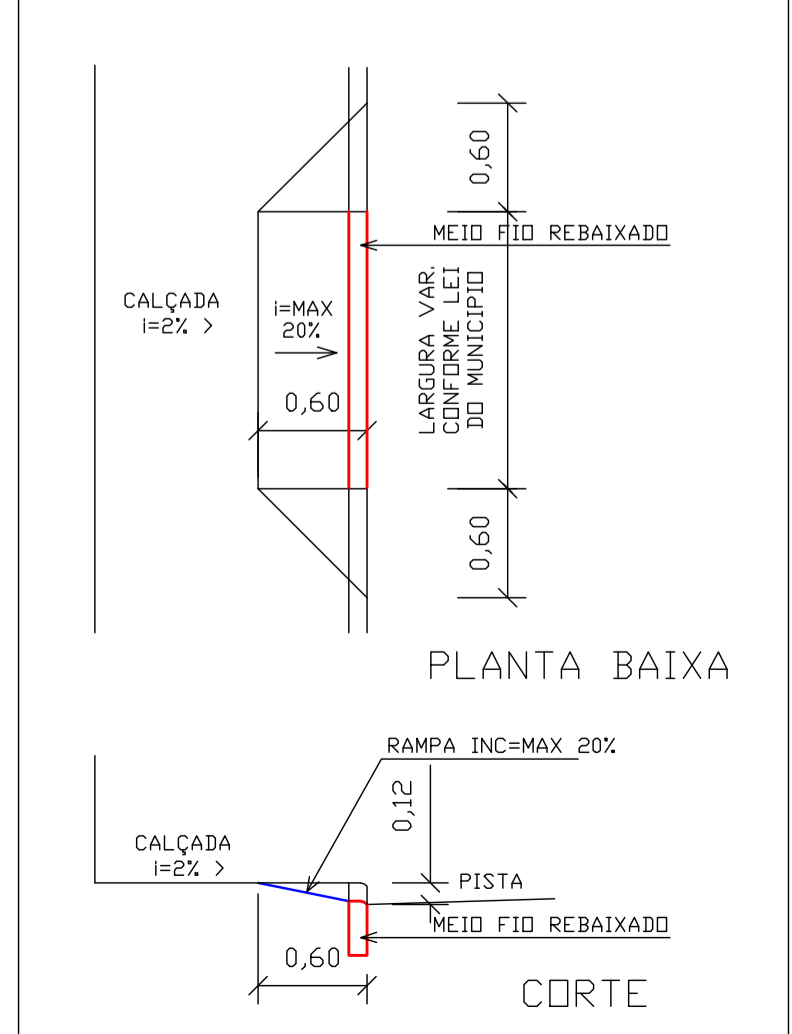 0,60
MEIO FIO REBAIXADO
CALÇADA
i=2% >
i=MAX
20%
0,60
LARGURA VAR.
CONFORME LEI
DO MUNICIPIO
0,60
PLANTA BAIXA
RAMPA INC=MAX 20%
0,12
CALÇADA
i=2% >
PISTA
MEIO FIO REBAIXADO
0,60
CORTE